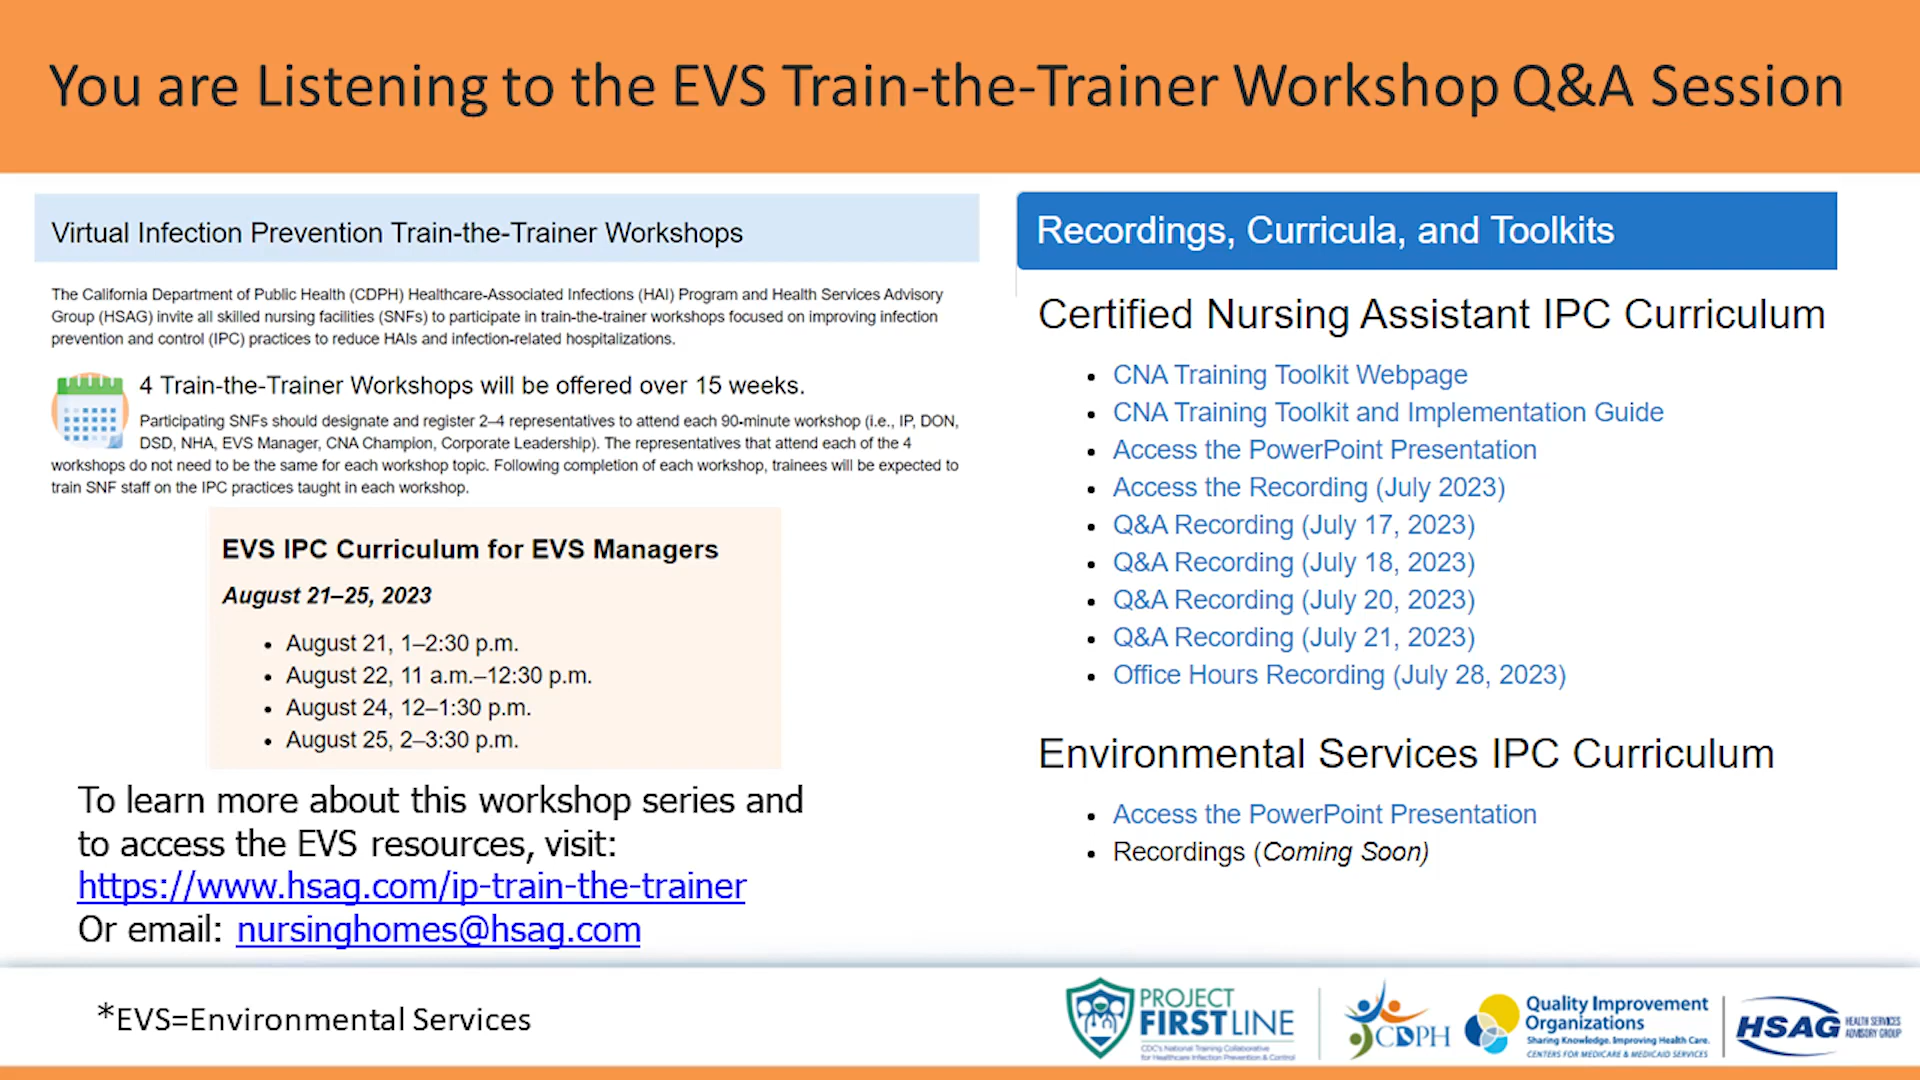 You are Listening to the EVS Train-the-Trainer Workshop Q&A Session
Virtual Infection Prevention Train-the-Trainer Workshops
The California Department of Public Health (CDPH) Healthcare-Associated Infections (HAI) Program and Health Services Advisory
Group (HSAG) invite all skilled nursing facilities (SNFs) to participate in train-the-trainer workshops focused on improving infection
prevention and control (IPC) practices to reduce HAIs and infection-related hospitalizations.
4 Train-the-Trainer Workshops will be offered over 15 weeks.
Participating SNFs should designate and register 2–4 representatives to attend each 90-minute workshop (i.e., IP, DON,
DSD, NHA, EVS Manager, CNA Champion, Corporate Leadership). The representatives that attend each of the 4
workshops do not need to be the same for each workshop topic. Following completion of each workshop, trainees will be expected to
train SNF staff on the IPC practices taught in each workshop.
EVS IPC Curriculum for EVS Managers
August 21–25, 2023
• August 21, 1–2:30 p.m.
• August 22, 11 a.m.–12:30 p.m.
• August 24, 12–1:30 p.m.
• August 25, 2–3:30 p.m.
To learn more about this workshop series and
to access the EVS resources, visit:
https://www.hsag.com/ip-train-the-trainer
Or email: nursinghomes@hsag.com
Recordings, Curricula, and Toolkits
Certified Nursing Assistant IPC Curriculum
• CNA Training Toolkit Webpage
• CNA Training Toolkit and Implementation Guide
• Access the PowerPoint Presentation
• Access the Recording (July 2023)
• Q&A Recording (July 17, 2023)
• Q&A Recording (July 18, 2023)
• Q&A Recording (July 20, 2023)
• Q&A Recording (July 21, 2023)
• Office Hours Recording (July 28, 2023)
Environmental Services IPC Curriculum
• Access the PowerPoint Presentation
• Recordings (Coming Soon)
*EVS=Environmental Services
PROJECT
FIRSTLINE
CDC's National Training Collaborative
for Healthcare Infection Prevention & Control
CDPH
Quality Improvement
Organizations
Sharing Knowledge. Improving Health Care.
CENTERS FOR MEDICARE & MEDICAID SERVICES
HSAG
HEALTH SERVICES
ADVISORY GROUP